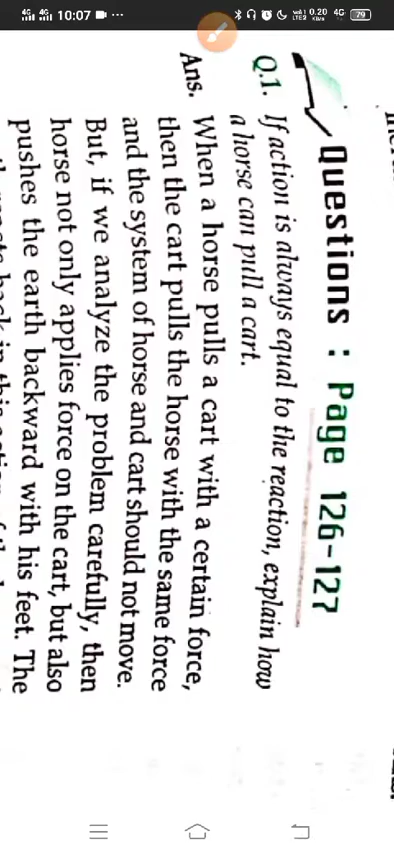 10:07
0.20
4G
79
Questions : Page 126-127
Q.1. If action is always equal to the reaction, explain how
a horse can pull a cart.
Ans. When a horse pulls a cart with a certain force,
then the cart pulls the horse with the same force
and the system of horse and cart should not move.
But, if we analyze the problem carefully, then
horse not only applies force on the cart, but also
pushes the earth backward with his feet. The